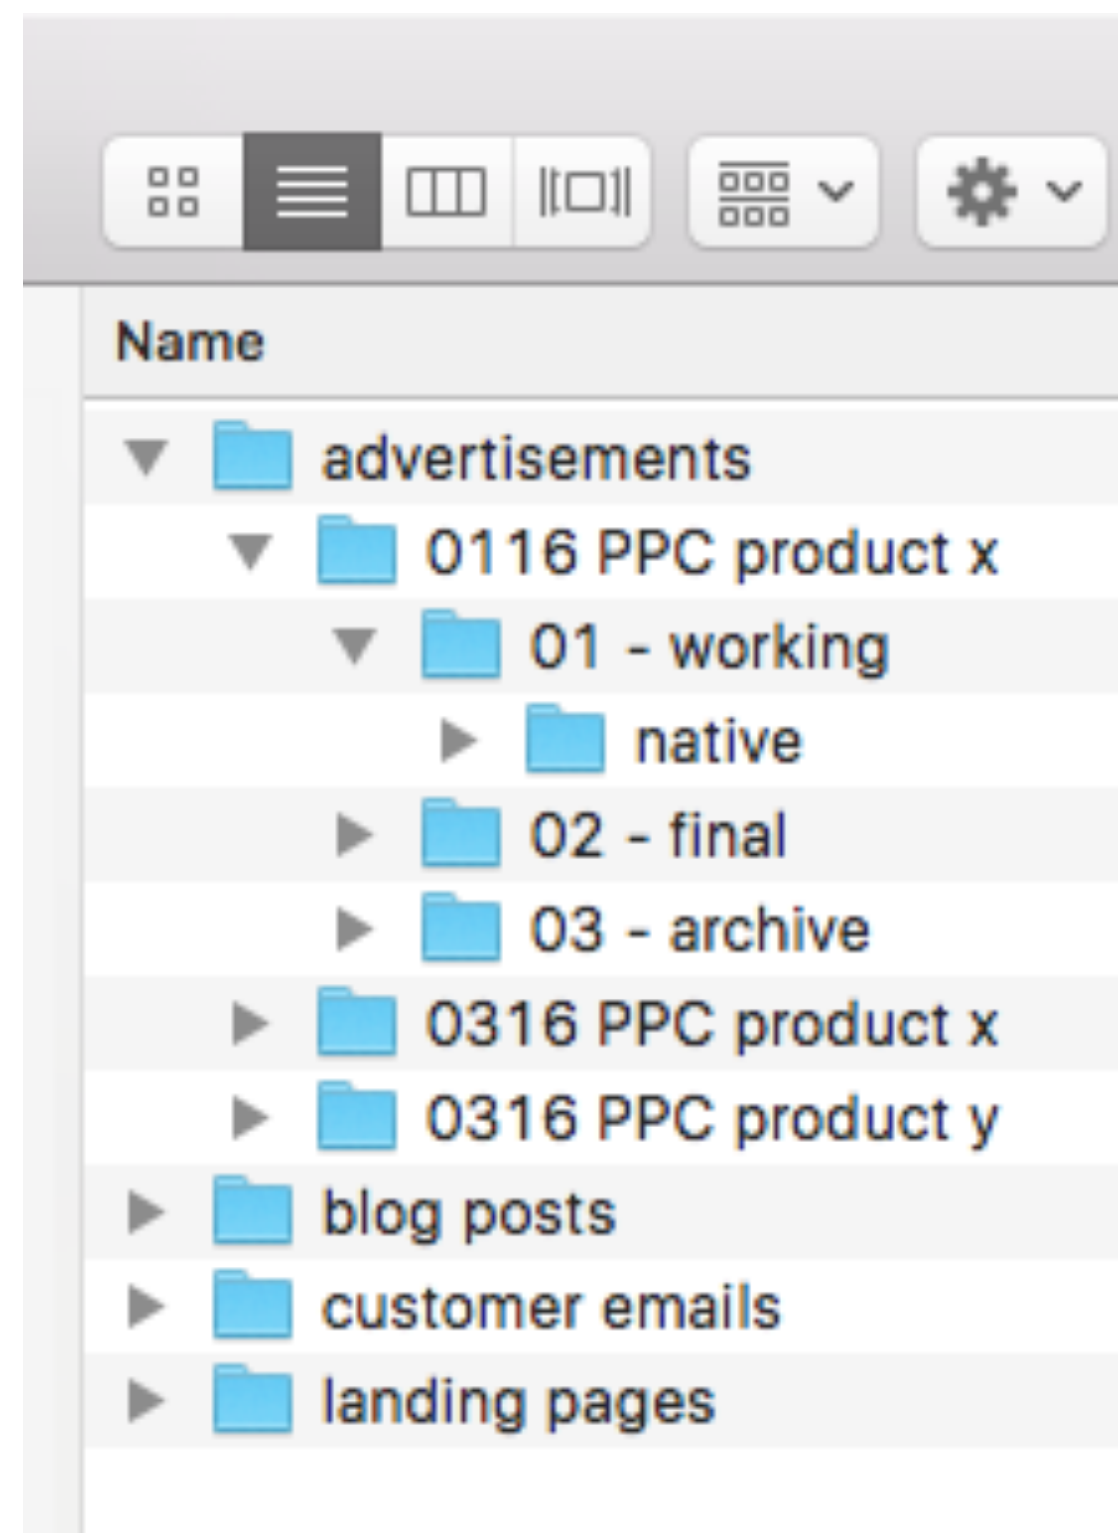 Name
advertisements
0116 PPC product x
01 - working
native
02 - final
03 - archive
0316 PPC product x
0316 PPC product y
blog posts
customer emails
landing pages